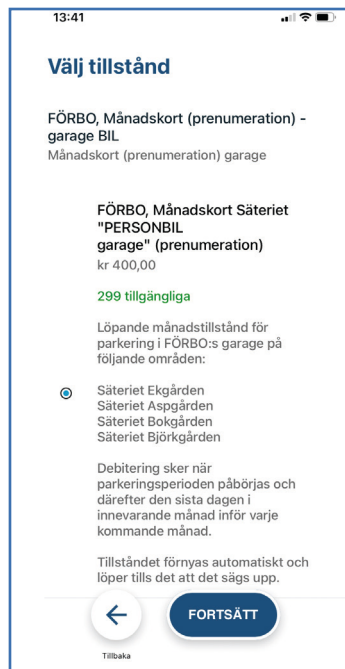 13:41
Välj tillstånd
FÖRBO, Månadskort (prenumeration) -
garage BIL
Månadskort (prenumeration) garage
FÖRBO, Månadskort Säteriet
"PERSONBIL
garage" (prenumeration)
kr 400,00
299 tillgängliga
Löpande månadstillstånd för
parkering i FÖRBO:s garage på
följande områden:
Säteriet Ekgården
Säteriet Aspgården
Säteriet Bokgården
Säteriet Björkgården
Debitering sker när
parkeringsperioden påbörjas och
därefter den sista dagen i
innevarande månad inför varje
kommande månad.
Tillståndet förnyas automatiskt och
löper tills det att det sägs upp.
FORTSÄTT
Tillbaka